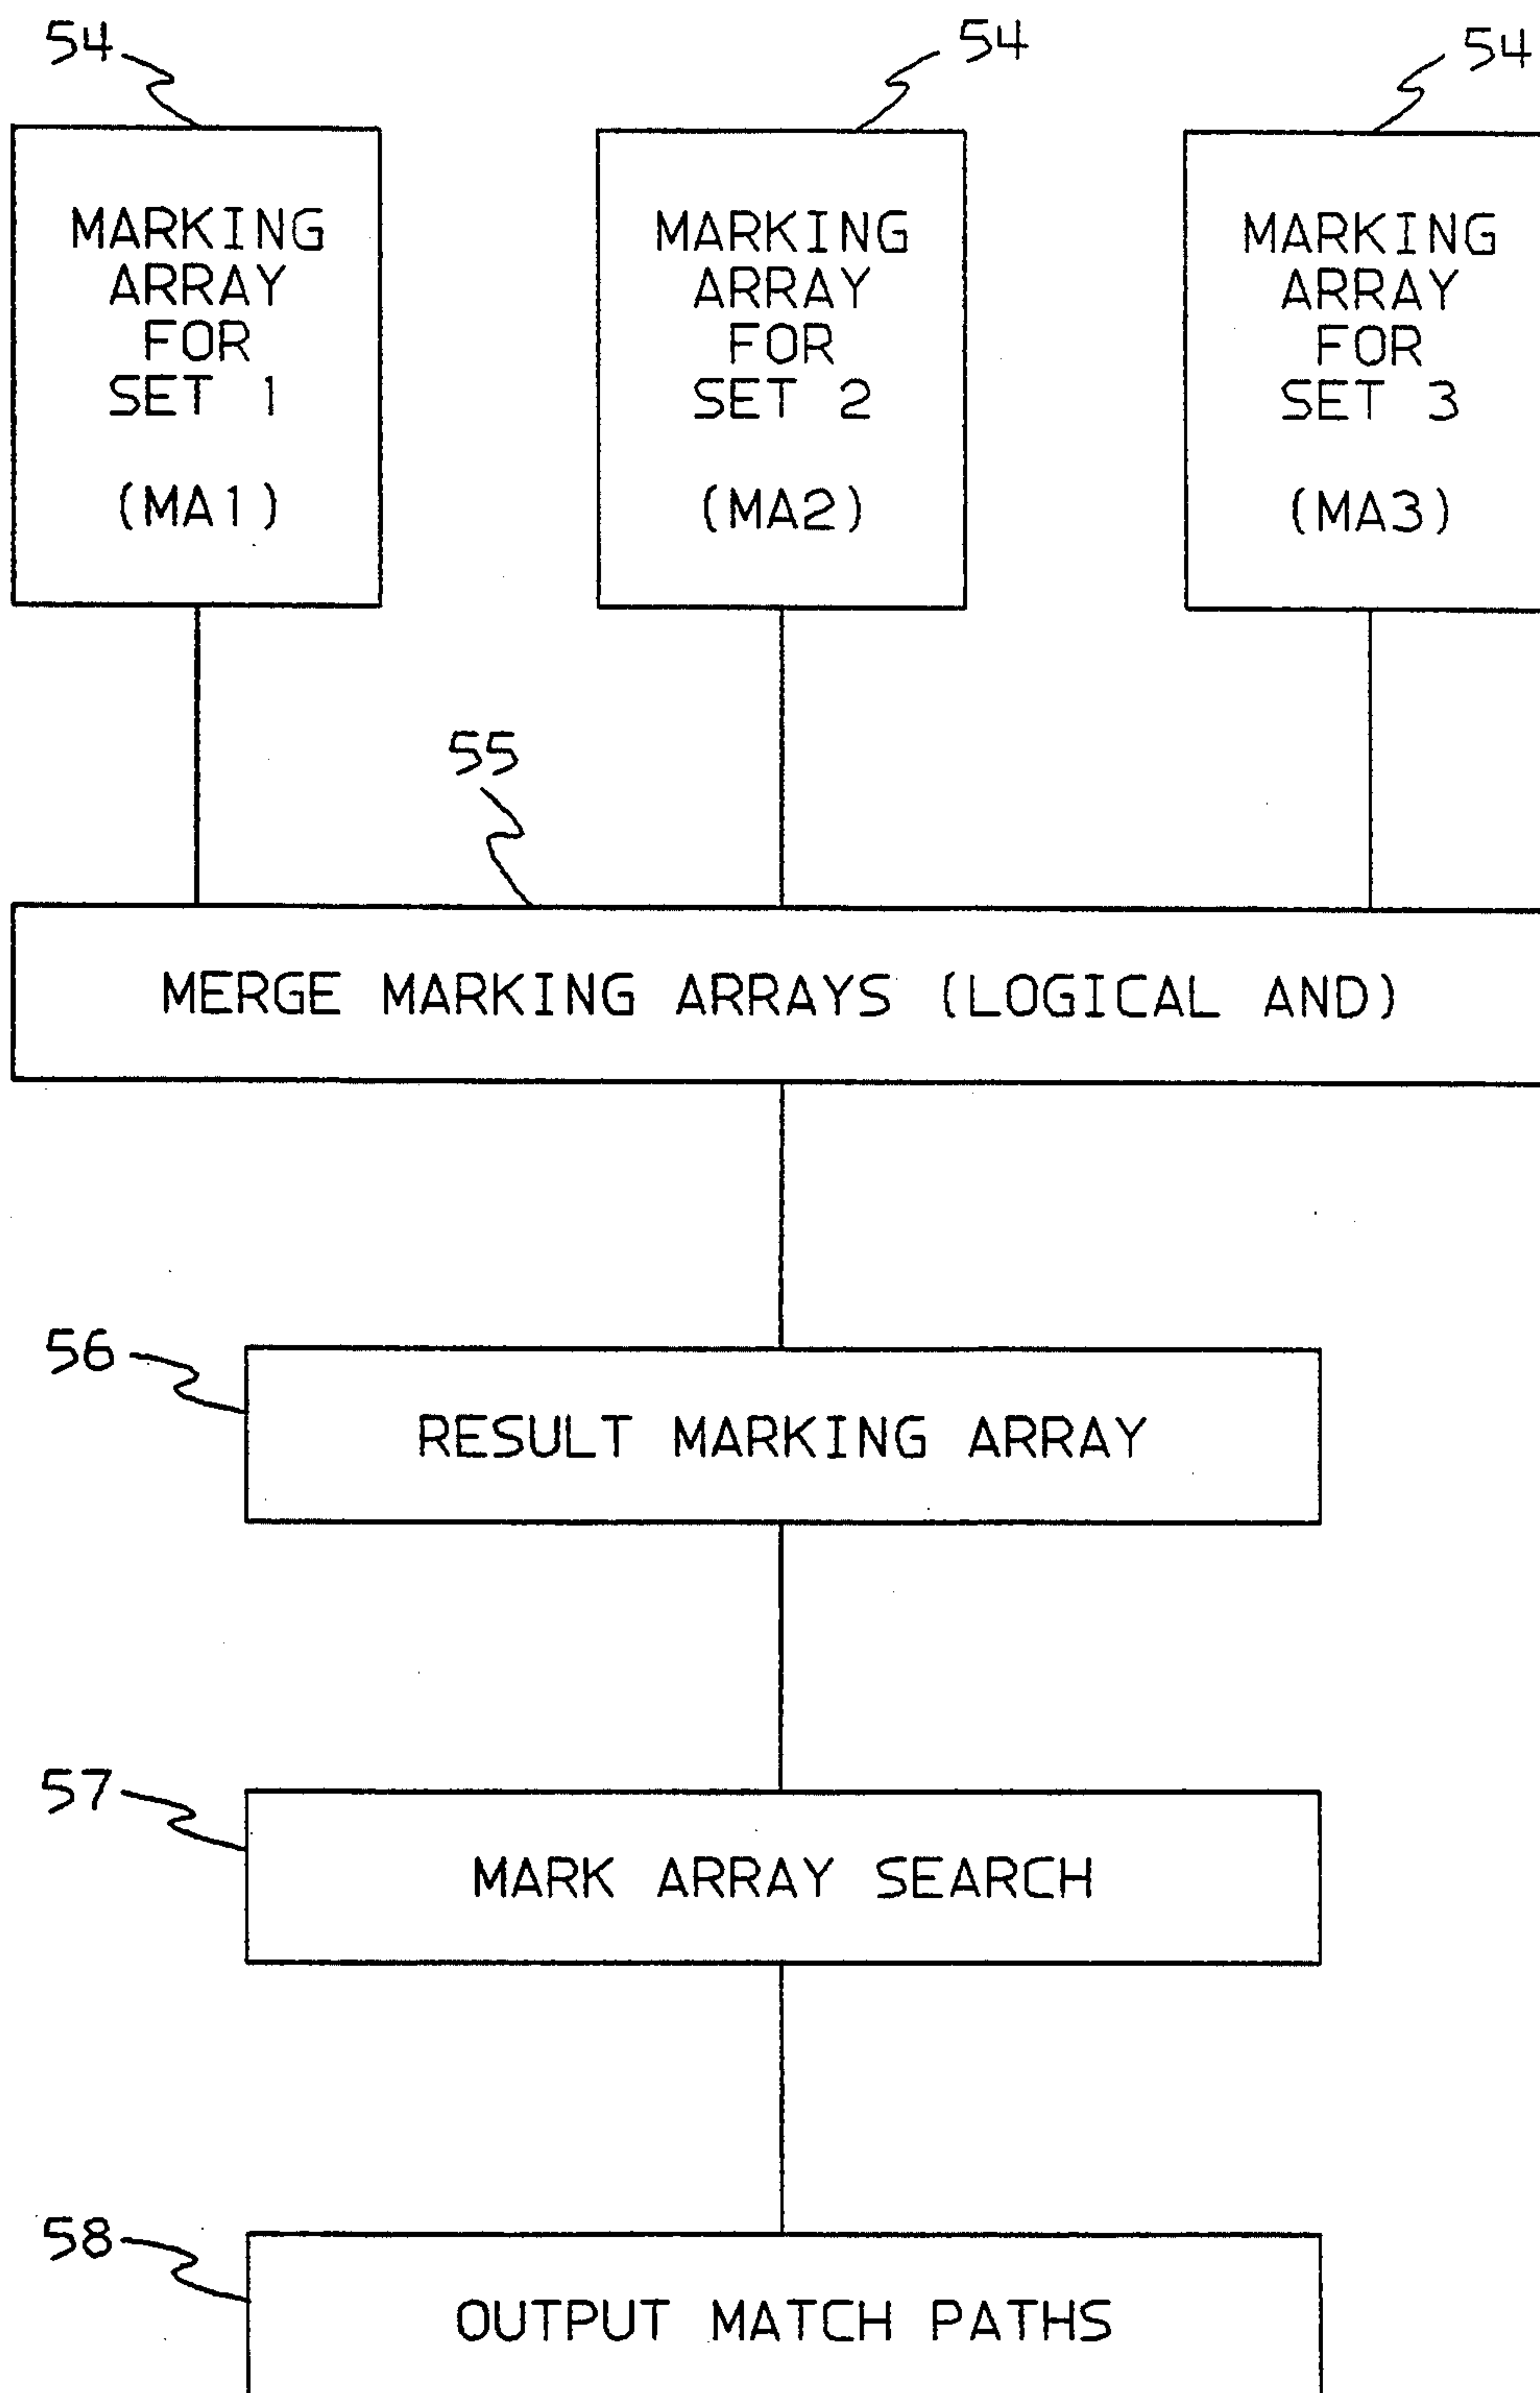 54
54
54
MARKING
ARRAY
FOR
SET 1
(MA1)
MARKING
ARRAY
FOR
SET 2
(MA2)
MARKING
ARRAY
FOR
SET 3
(MA3)
55
MERGE MARKING ARRAYS (LOGICAL AND)
56
RESULT MARKING ARRAY
57
MARK ARRAY SEARCH
58
OUTPUT MATCH PATHS